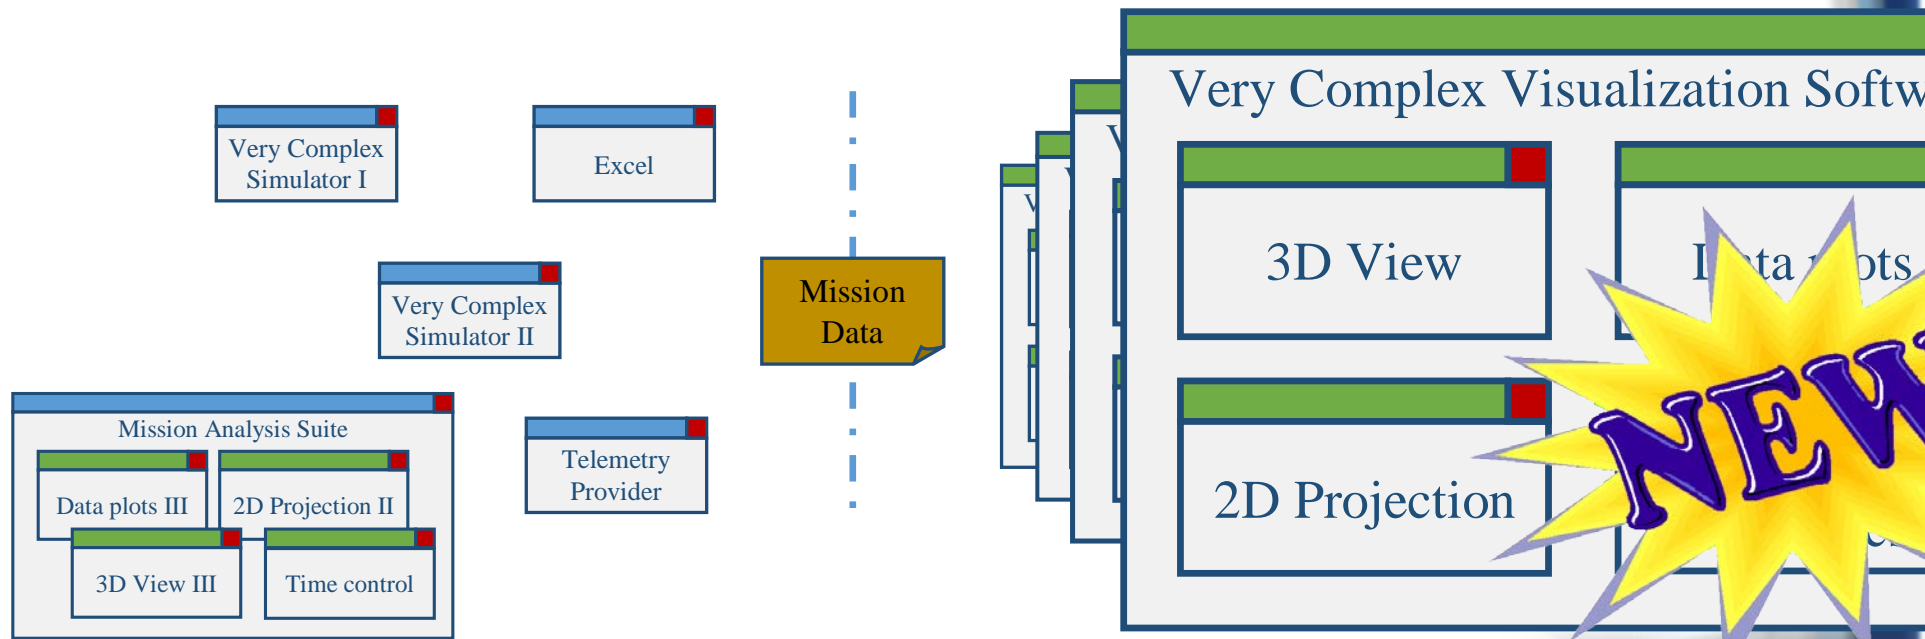 Very Complex
Simulator I
Excel
Very Complex
Simulator II
Mission Analysis Suite
Data plots III
2D Projection II
3D View III
Time control
Telemetry
Provider
Mission
Data
Very Complex Visualization Softw
3D View
2D Projection
NEW